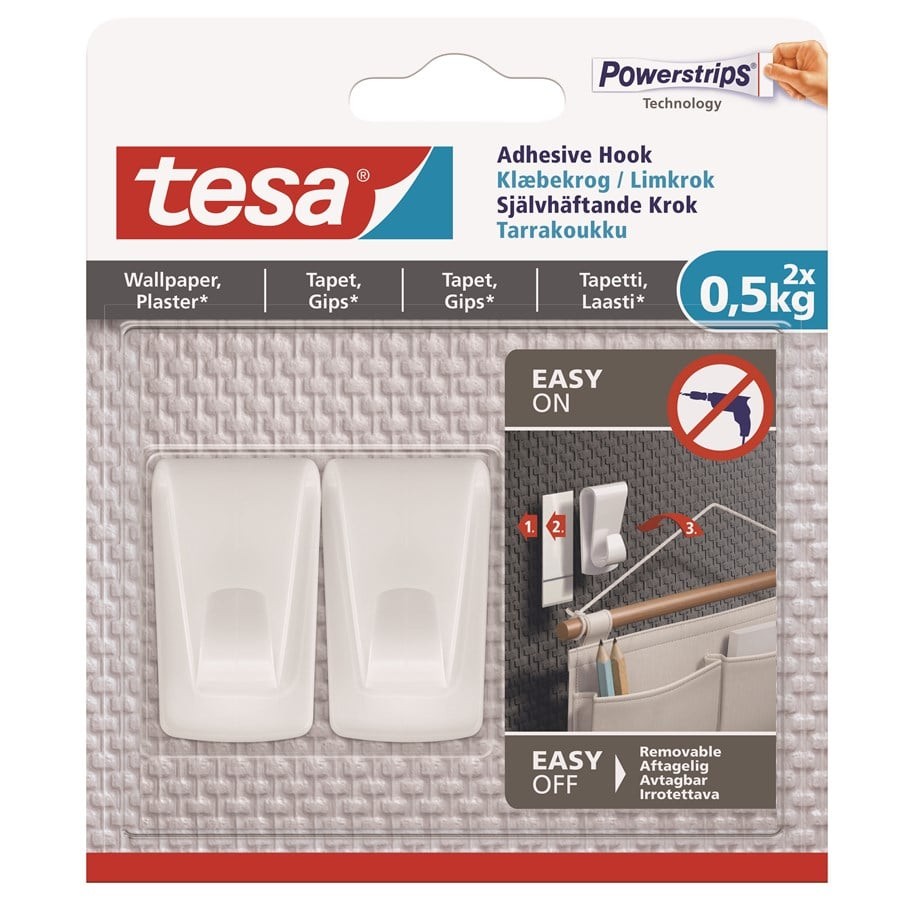 Powerstrips®
Technology
tesa®
Adhesive Hook
Klæbekrog / Limkrok
Självhäftande Krok
Tarrakoukku
Wallpaper,
Plaster*
Tapet,
Gips*
Tapet,
Gips*
Tapetti,
Laasti*
2x
0,5kg
EASY
ON
1.
2.
3.
EASY
OFF
Removable
Aftagelig
Avtagbar
Irrotettava